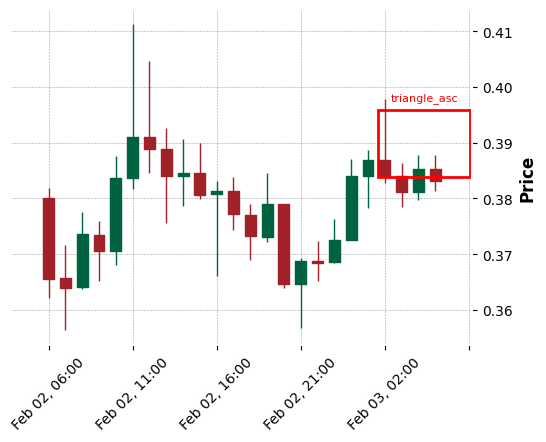 0.41
0.40
triangle_asc
0.39
0.38
0.37
0.36
Price
Feb 02, 06:00
Feb 02, 11:00
Feb 02, 16:00
Feb 02, 21:00
Feb 03, 02:00